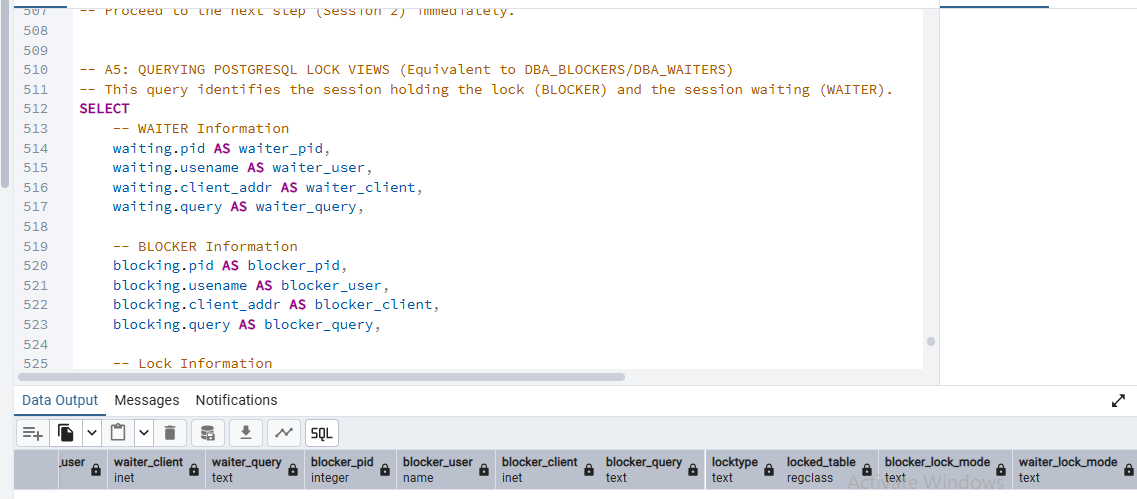 507 -- Proceed to the next step (Session 2) immediately.
508
509
510 -- A5: QUERYING POSTGRESQL LOCK VIEWS (Equivalent to DBA_BLOCKERS/DBA_WAITERS)
511 -- This query identifies the session holding the lock (BLOCKER) and the session waiting (WAITER).
512 SELECT
513 -- WAITER Information
514 waiting.pid AS waiter_pid,
515 waiting.usename AS waiter_user,
516 waiting.client_addr AS waiter_client,
517 waiting.query AS waiter_query,
518
519 -- BLOCKER Information
520 blocking.pid AS blocker_pid,
521 blocking.usename AS blocker_user,
522 blocking.client_addr AS blocker_client,
523 blocking.query AS blocker_query,
524
525 -- Lock Information
Data Output Messages Notifications
SQL
_user waiter_client waiter_query blocker_pid blocker_user blocker_client blocker_query locktype locked_table blocker_lock_mode waiter_lock_mode
inet text integer name inet text text regclass text text
Activate Windows